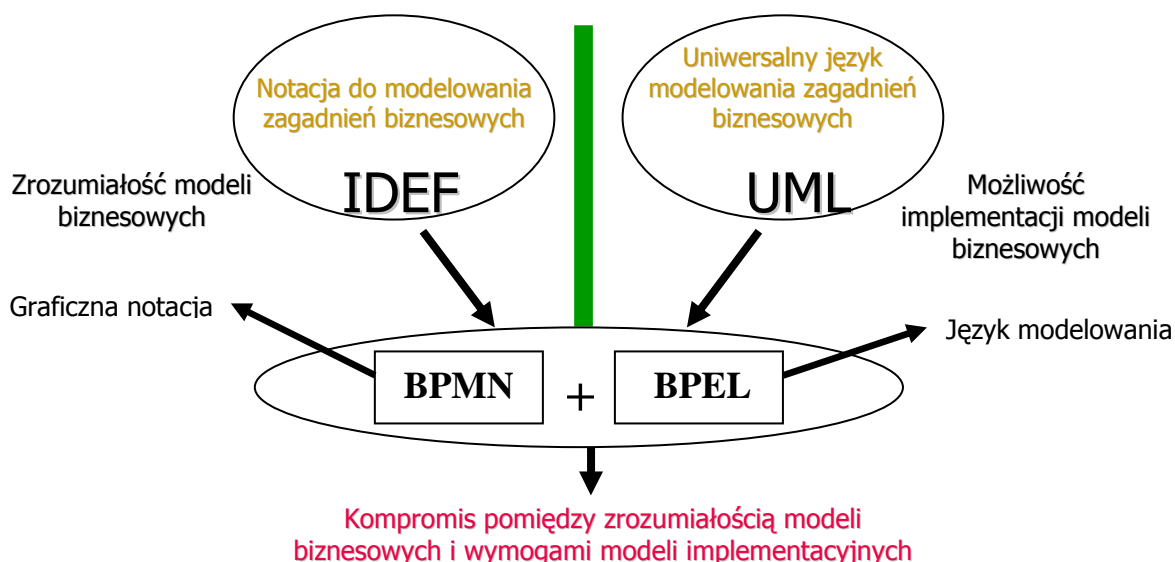 Notacja do modelowania
zagadnień biznesowych
IDEF
Uniwersalny język
modelowania zagadnień
biznesowych
UML
Zrozumiałość modeli
biznesowych
Możliwość
implementacji modeli
biznesowych
Graficzna notacja
Język modelowania
BPMN
+
BPEL
Kompromis pomiędzy zrozumiałością modeli
biznesowych i wymogami modeli implementacyjnych